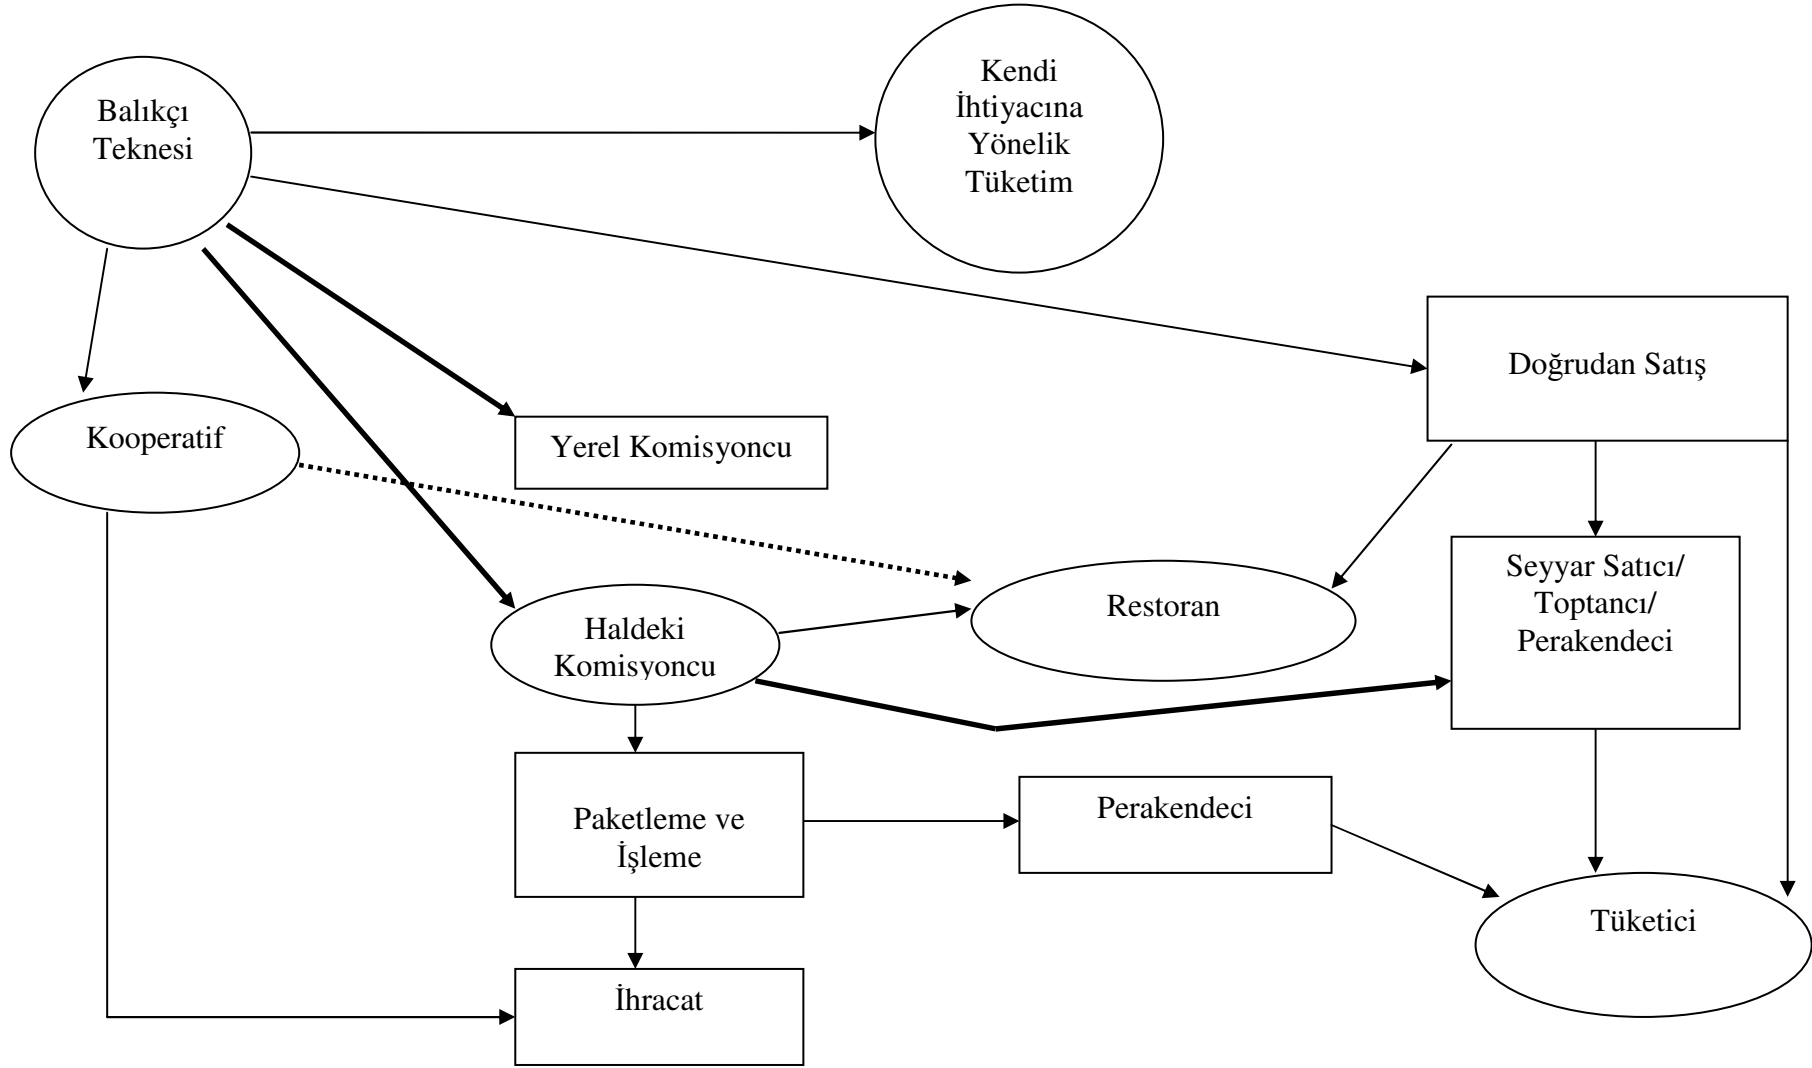 Balıkçı
Teknesi
Kendi
İhtiyacına
Yönelik
Tüketim
Doğrudan Satış
Kooperatif
Yerel Komisyoncu
Seyyar Satıcı/
Toptancı/
Perakendeci
Restoran
Haldeki
Komisyoncu
Paketleme ve
İşleme
Perakendeci
Tüketici
İhracat